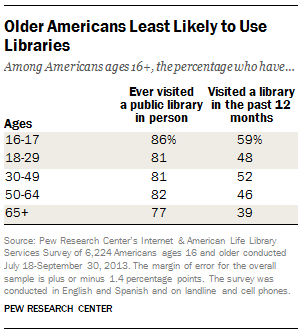 Older Americans Least Likely to Use
Libraries
Among Americans ages 16+, the percentage who have...
Ever visited
a public library
in person
Visited a library
in the past 12
months
Ages
16-17 86% 59%
18-29 81 48
30-49 81 52
50-64 82 46
65+ 77 39
Source: Pew Research Center's Internet & American Life Library
Services Survey of 6,224 Americans ages 16 and older conducted
July 18-September 30, 2013. The margin of error for the overall
sample is plus or minus 1.4 percentage points. The survey was
conducted in English and Spanish and on landline and cell phones.
PEW RESEARCH CENTER